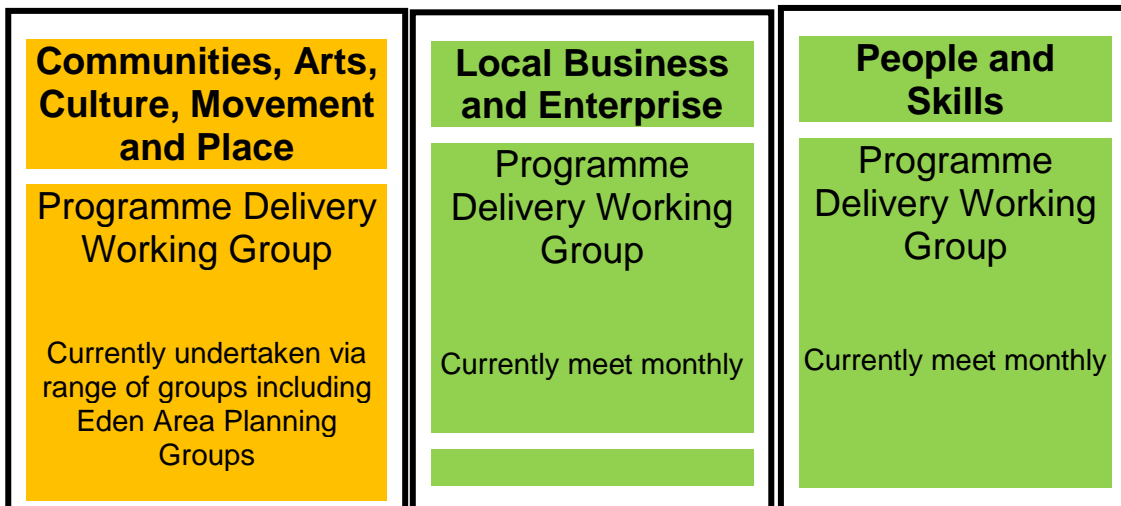 Communities, Arts,
Culture, Movement
and Place
Programme Delivery
Working Group
Currently undertaken via
range of groups including
Eden Area Planning
Groups
Local Business
and Enterprise
Programme
Delivery Working
Group
Currently meet monthly
People and
Skills
Programme
Delivery Working
Group
Currently meet monthly